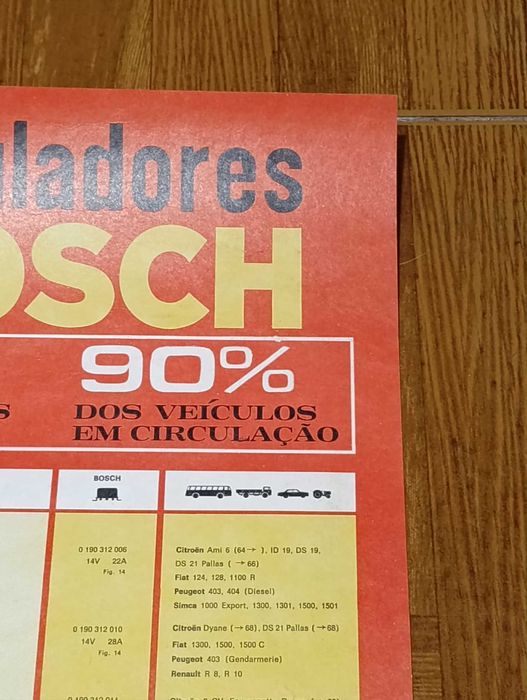 uladores
OSCH
90%
S DOS VEÍCULOS
EM CIRCULAÇÃO
BOSCH
0 190 312 006
14V 22A
Fig. 14
Citroën Ami 6 (64→ ), ID 19, DS 19,
DS 21 Pallas ( →66)
Fiat 124, 128, 1100 R
Peugeot 403, 404 (Diesel)
Simca 1000 Export, 1300, 1301, 1500, 1501
0 190 312 010
14V 28A
Fig. 14
Citroën Dyane (→68), DS 21 Pallas (→68)
Fiat 1300, 1500, 1500 C
Peugeot 403 (Gendarmerie)
Renault R 8, R 10